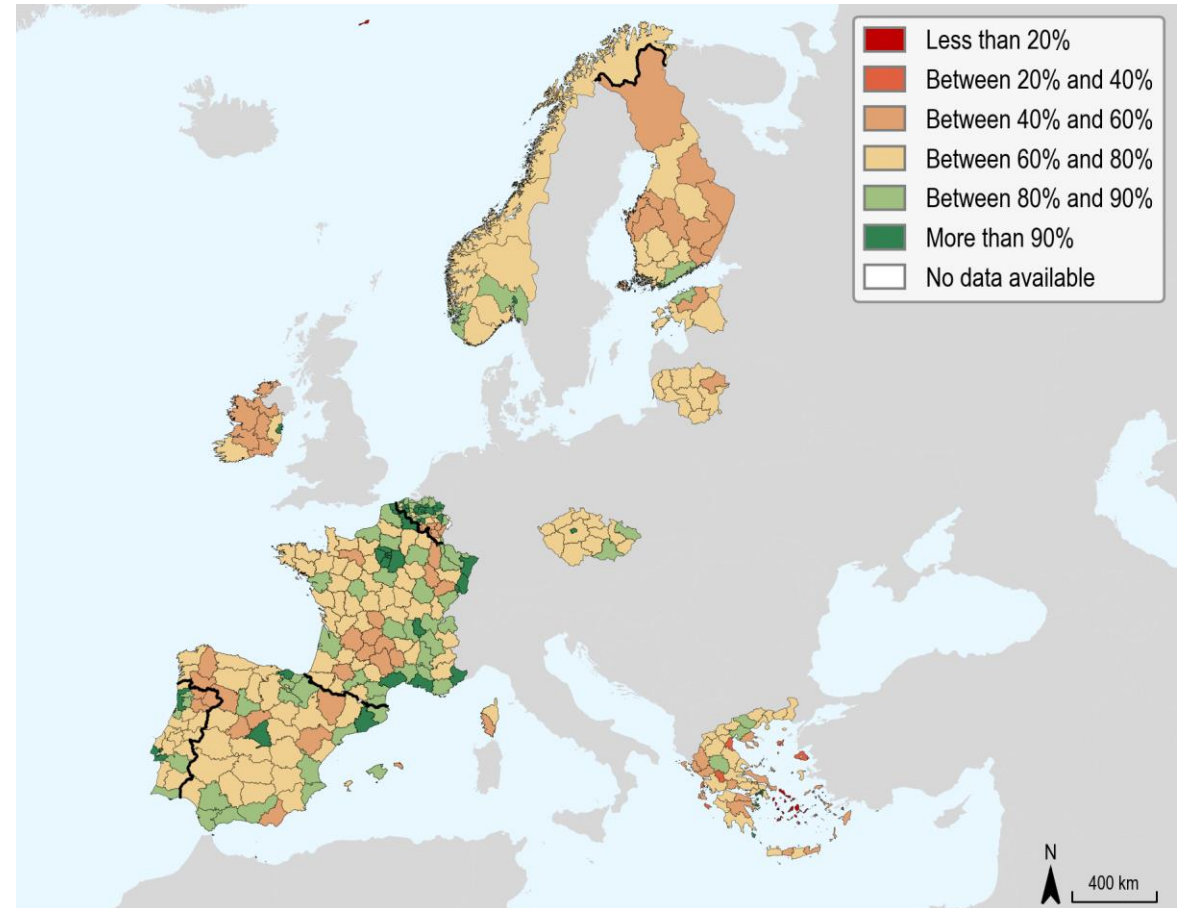 Less than 20%
Between 20% and 40%
Between 40% and 60%
Between 60% and 80%
Between 80% and 90%
More than 90%
No data available
N
400 km